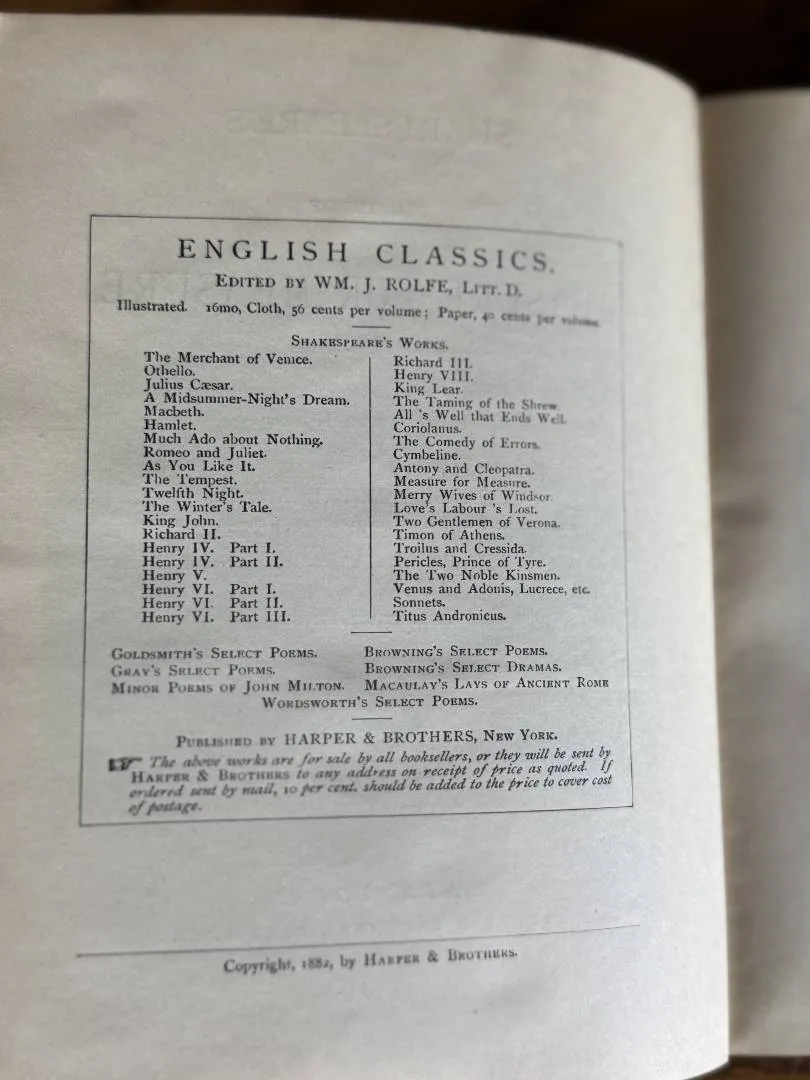 ENGLISH CLASSICS.
EDITED BY WM. J. ROLFE, LITT. D.
Illustrated. 16mo, Cloth, 56 cents per volume; Paper, 40 cents per volume.
SHAKESPEARE'S WORKS.
The Merchant of Venice.
Othello.
Julius Cæsar.
A Midsummer-Night's Dream.
Macbeth.
Hamlet.
Much Ado about Nothing.
Romeo and Juliet.
As You Like It.
The Tempest.
Twelfth Night.
The Winter's Tale.
King John.
Richard II.
Henry IV. Part I.
Henry IV. Part II.
Henry V.
Henry VI. Part I.
Henry VI. Part II.
Henry VI. Part III.
Richard III.
Henry VIII.
King Lear.
The Taming of the Shrew.
All 's Well that Ends Well.
Coriolanus.
The Comedy of Errors.
Cymbeline.
Antony and Cleopatra.
Measure for Measure.
Merry Wives of Windsor.
Love's Labour 's Lost.
Two Gentlemen of Verona.
Timon of Athens.
Troilus and Cressida.
Pericles, Prince of Tyre.
The Two Noble Kinsmen.
Venus and Adonis, Lucrece, etc.
Sonnets.
Titus Andronicus.
GOLDSMITH'S SELECT POEMS.
GRAY'S SELECT POEMS.
MINOR POEMS OF JOHN MILTON.
BROWNING'S SELECT POEMS.
BROWNING'S SELECT DRAMAS.
MACAULAY'S LAYS OF ANCIENT ROME
WORDSWORTH'S SELECT POEMS.
PUBLISHED BY HARPER & BROTHERS, NEW YORK.
☞ The above works are for sale by all booksellers, or they will be sent by
HARPER & BROTHERS to any address on receipt of price as quoted. If
ordered sent by mail, 10 per cent. should be added to the price to cover cost
of postage.
Copyright, 1882, by HARPER & BROTHERS.